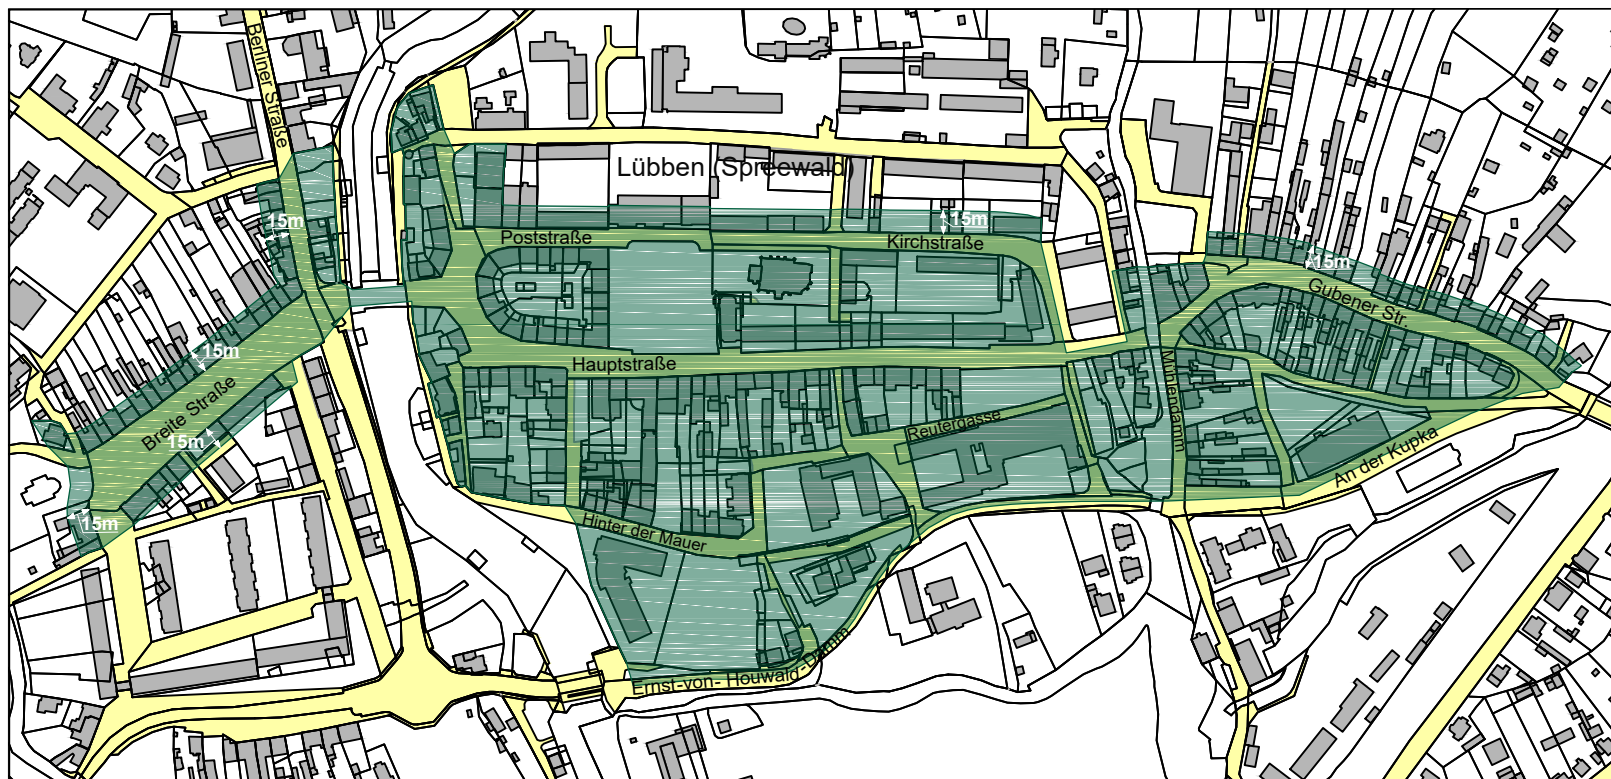 Berliner Straße
Lübben (Spreewald)
15m
15m
Poststraße
Kirchstraße
15m
Gubener Str.
15m
Hauptstraße
Mühlendamm
Breite Straße
15m
Reutergasse
An der Kupka
15m
Hinter der Mauer
Ernst-von- Houwald-Damm